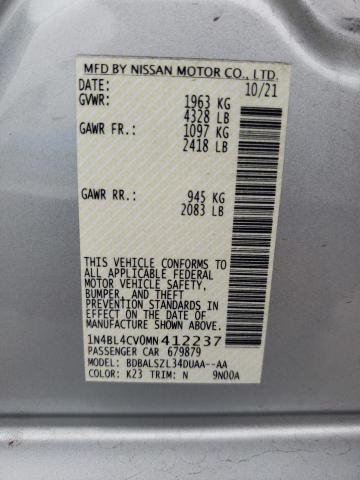 MFD BY NISSAN MOTOR CO., LTD.
DATE: 10/21
GVWR: 1963 KG
4328 LB
GAWR FR: 1097 KG
2418 LB
GAWR RR: 945 KG
2083 LB
THIS VEHICLE CONFORMS TO
ALL APPLICABLE FEDERAL
MOTOR VEHICLE SAFETY,
BUMPER, AND THEFT
PREVENTION STANDARDS
IN EFFECT ON THE DATE
OF MANUFACTURE SHOWN
ABOVE.
1N4BL4CV0MN412237
PASSENGER CAR 679879
MODEL: BDBALSZL34DUAA--AA
COLOR: K23 TRIM: N 9N00A